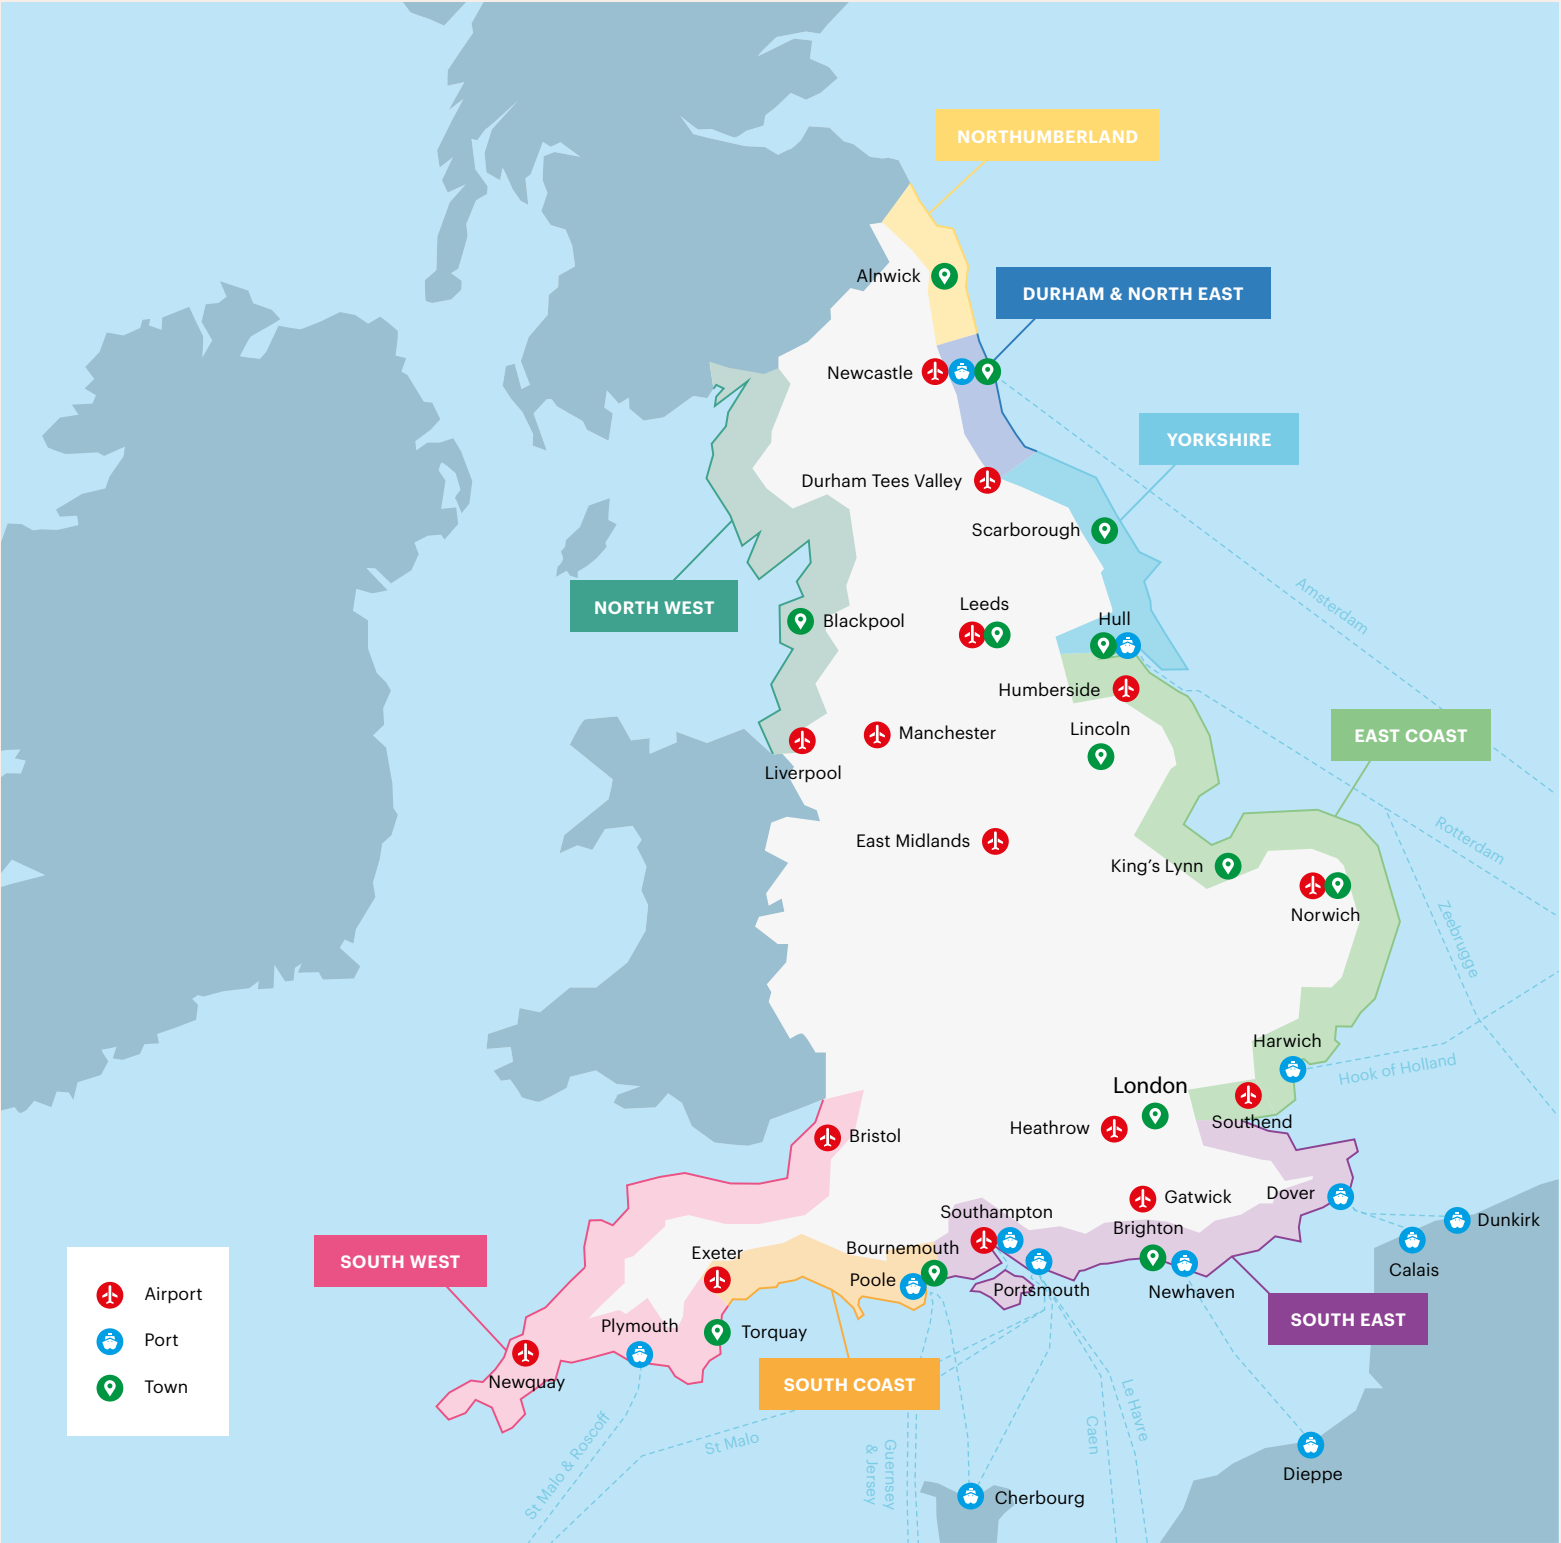 NORTHUMBERLAND
Alnwick
DURHAM & NORTH EAST
Newcastle
YORKSHIRE
Durham Tees Valley
Scarborough
Amsterdam
NORTH WEST
Leeds
Blackpool
Hull
Humberside
Lincoln
Manchester
EAST COAST
Liverpool
East Midlands
Rotterdam
King's Lynn
Norwich
Zeebrugge
Harwich
Hook of Holland
London
Southend
Heathrow
Bristol
Gatwick
Dover
Southampton
Brighton
Dunkirk
Bournemouth
Exeter
SOUTH WEST
Calais
Poole
Portsmouth
Newhaven
Airport
Port
Town
SOUTH EAST
Plymouth
Torquay
Newquay
SOUTH COAST
Le Havre
Caen
St Malo
St Malo & Roscoff
Guernsey
& Jersey
Dieppe
Cherbourg